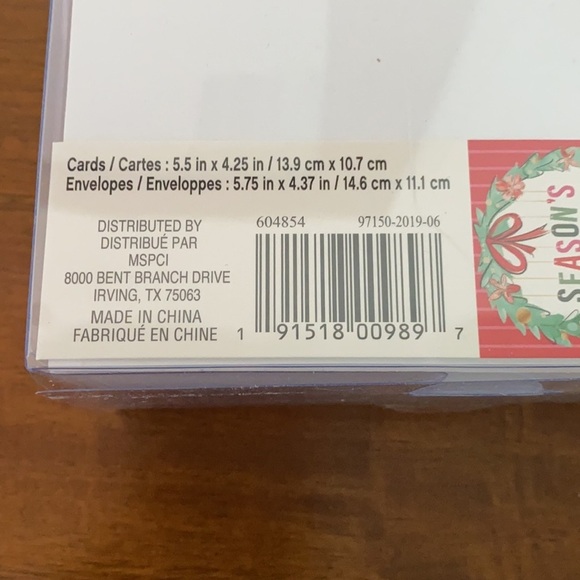 Cards / Cartes : 5.5 in x 4.25 in / 13.9 cm x 10.7 cm
Envelopes / Enveloppes : 5.75 in x 4.37 in / 14.6 cm x 11.1 cm
DISTRIBUTED BY
DISTRIBUÉ PAR
MSPCI
8000 BENT BRANCH DRIVE
IRVING, TX 75063
MADE IN CHINA
FABRIQUÉ EN CHINE
604854 97150-2019-06
1 91518 00989 7
SEASON'S